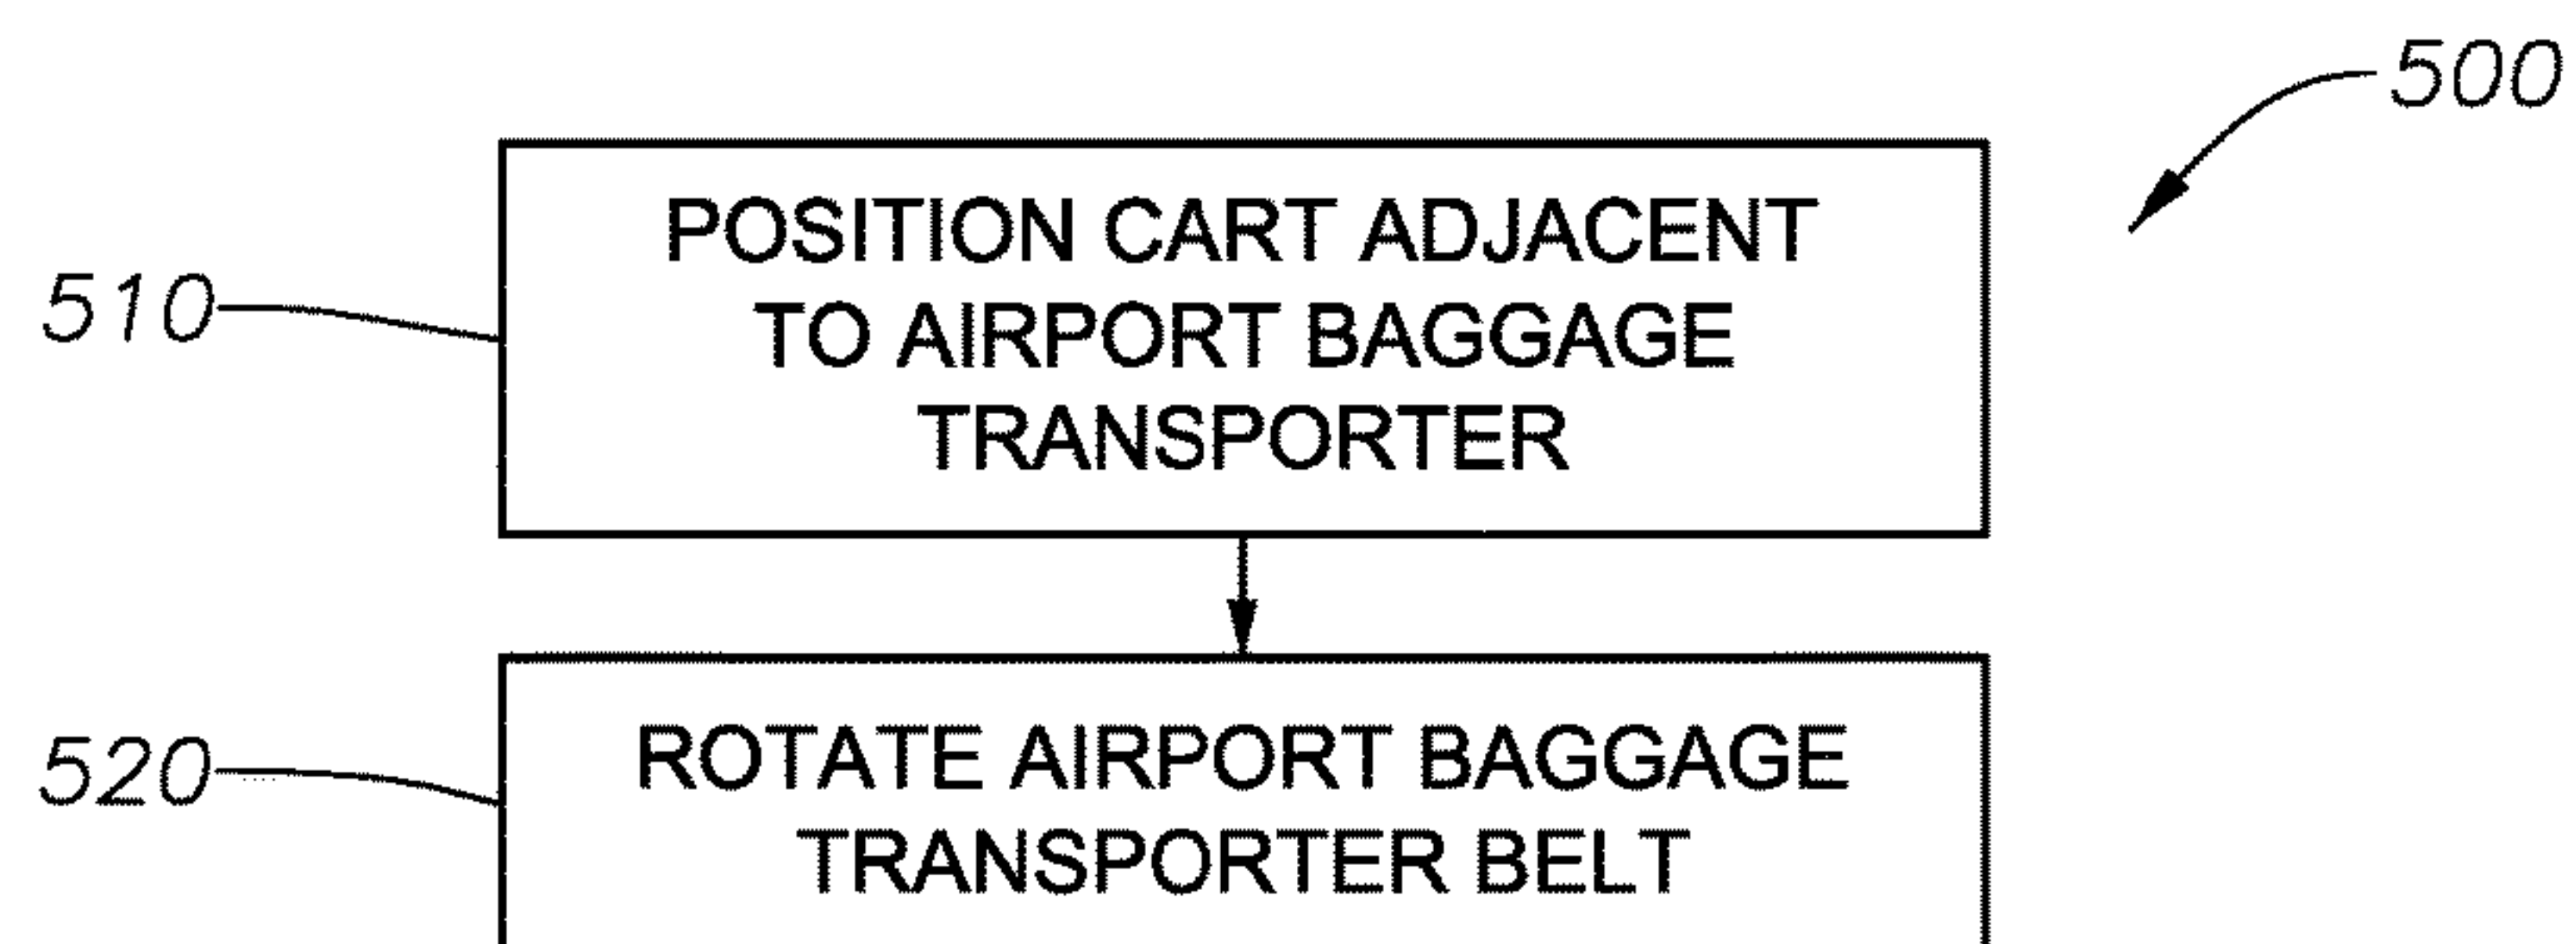 500
POSITION CART ADJACENT
TO AIRPORT BAGGAGE
TRANSPORTER
510
ROTATE AIRPORT BAGGAGE
TRANSPORTER BELT
520